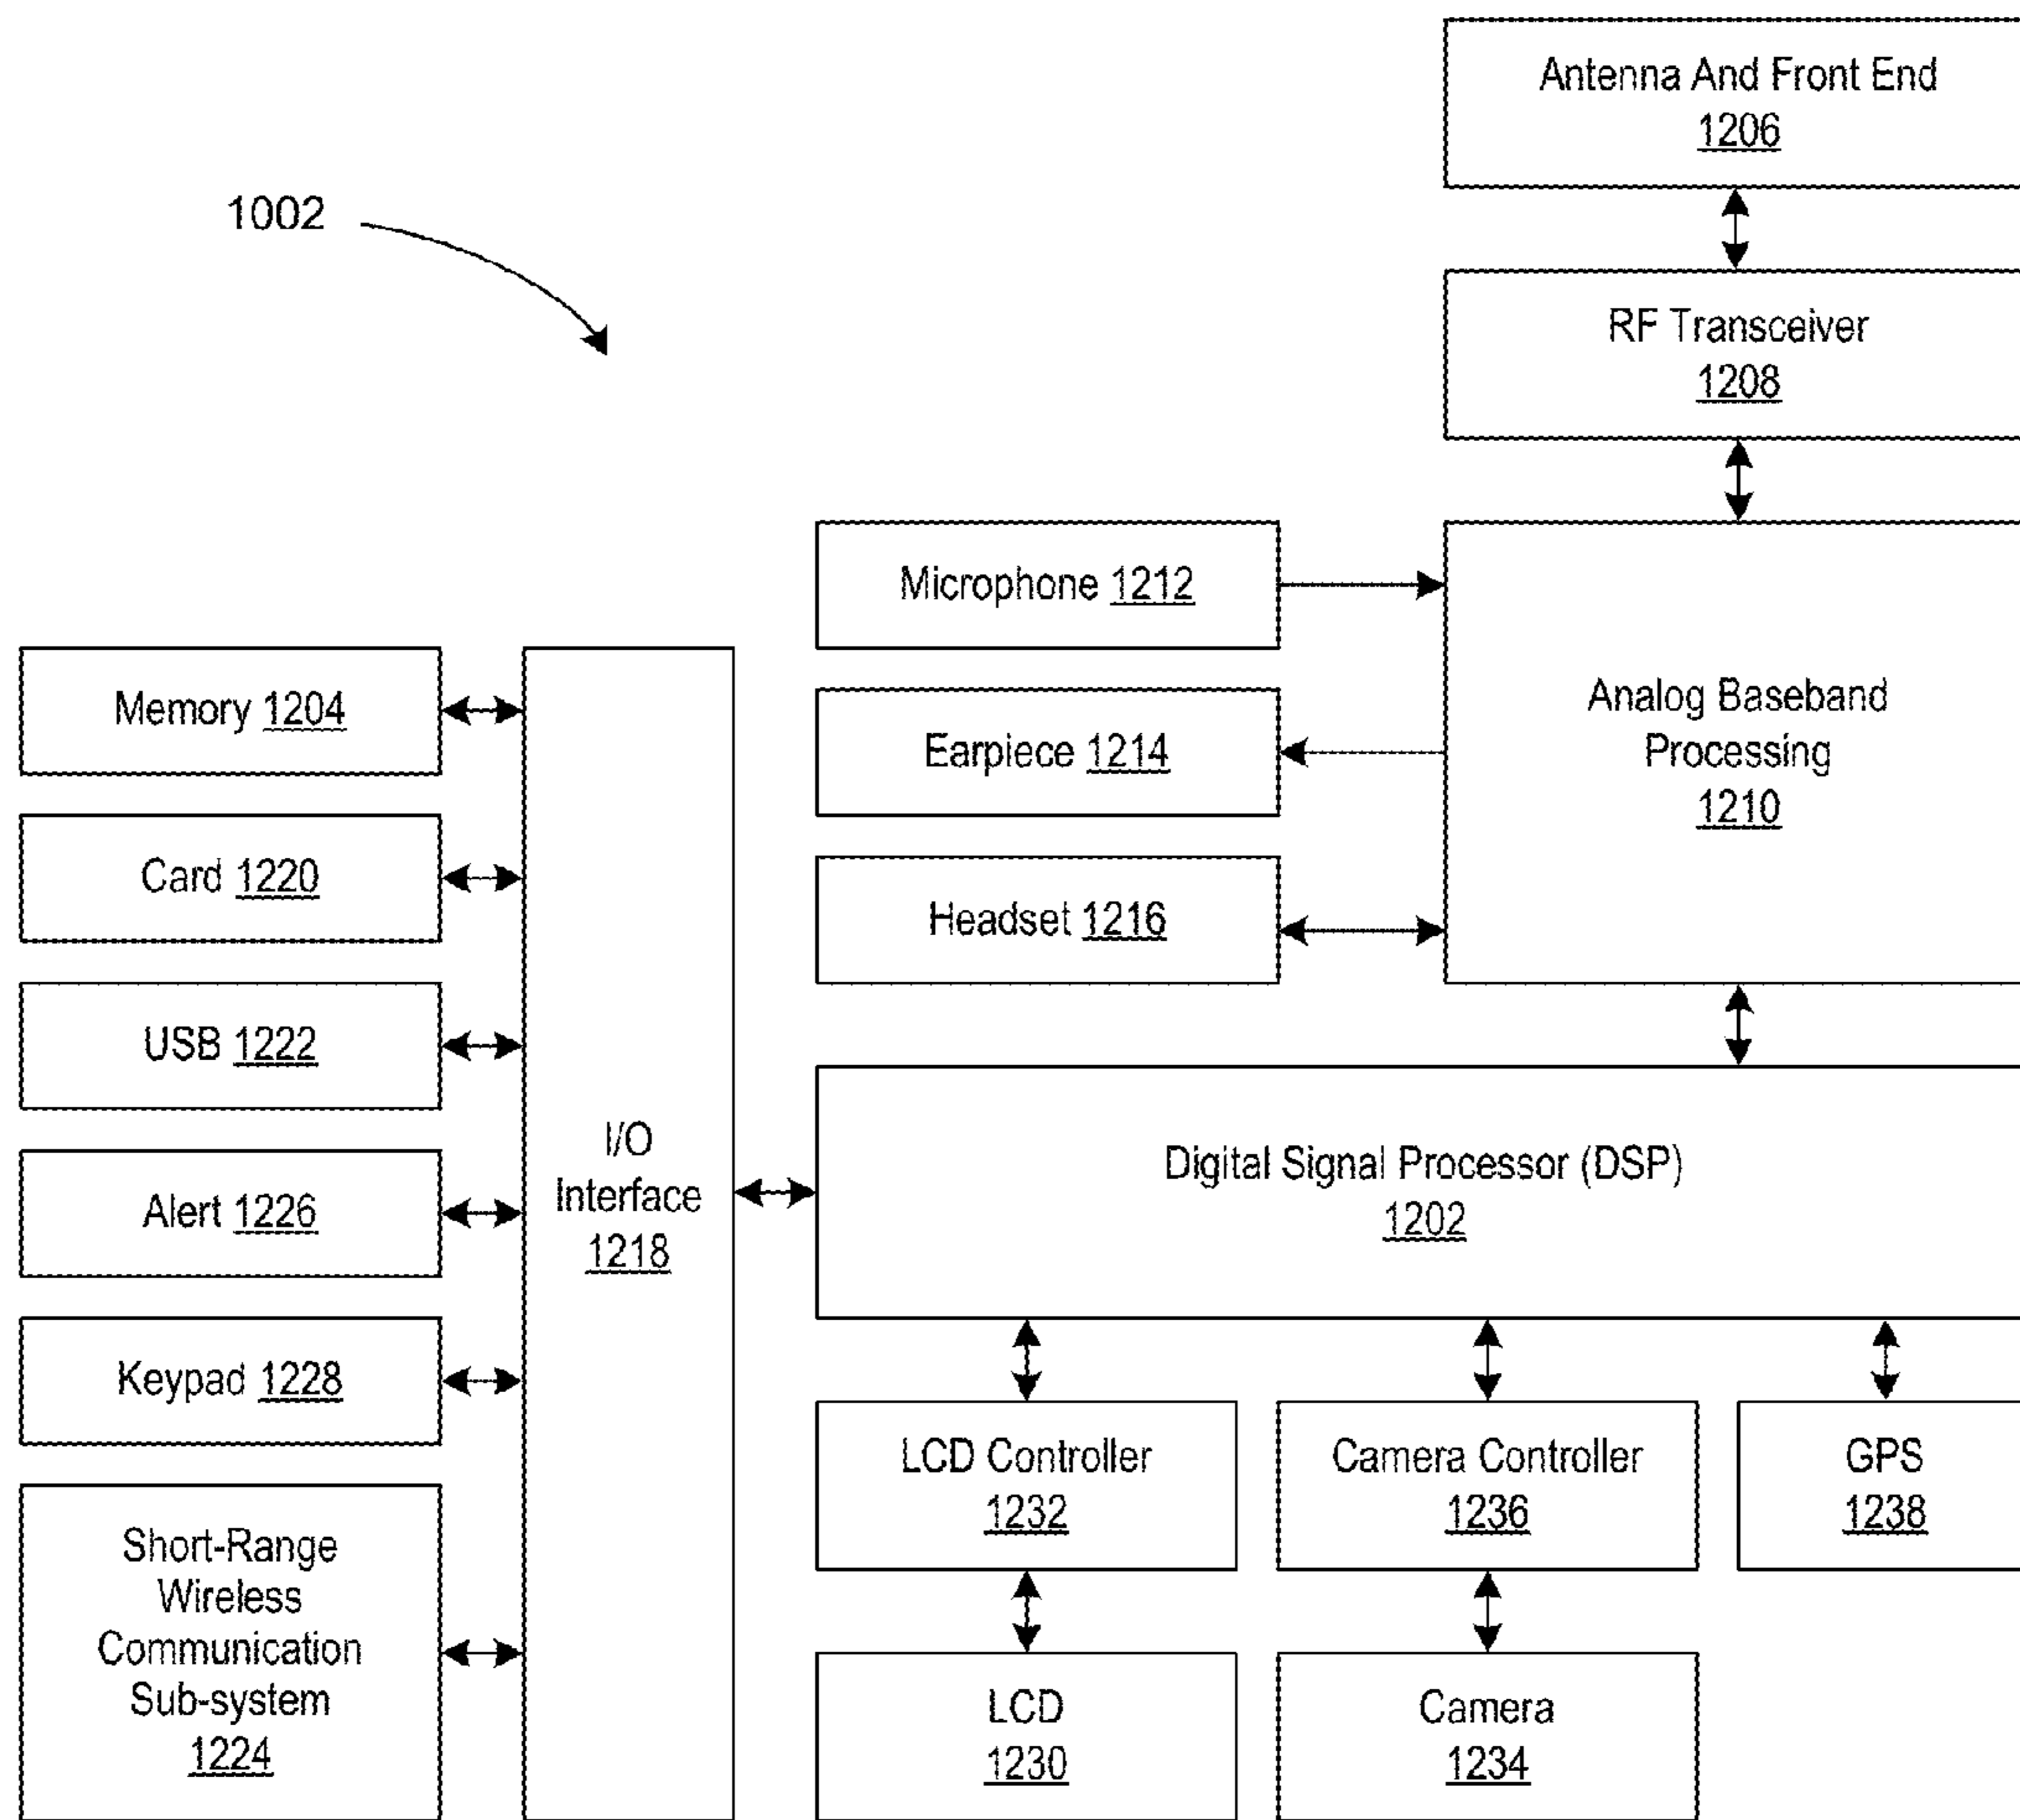 Antenna And Front End
1206
1002
RF Transceiver
1208
Microphone 1212
Earpiece 1214
Headset 1216
Analog Baseband
Processing
1210
Memory 1204
Card 1220
USB 1222
Alert 1226
Keypad 1228
Short-Range
Wireless
Communication
Sub-system
1224
I/O
Interface
1218
Digital Signal Processor (DSP)
1202
LCD Controller
1232
Camera Controller
1236
GPS
1238
LCD
1230
Camera
1234